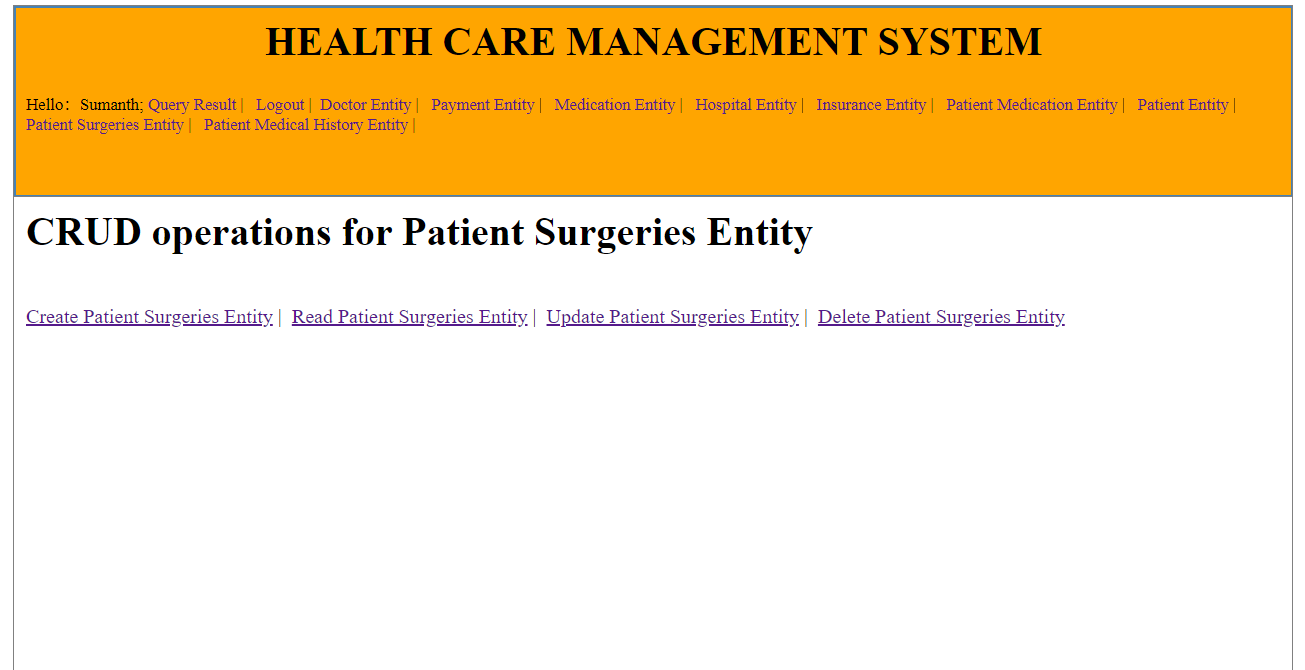 HEALTH CARE MANAGEMENT SYSTEM
Hello: Sumanth; Query Result | Logout | Doctor Entity | Payment Entity | Medication Entity | Hospital Entity | Insurance Entity | Patient Medication Entity | Patient Entity |
Patient Surgeries Entity | Patient Medical History Entity |
CRUD operations for Patient Surgeries Entity
Create Patient Surgeries Entity | Read Patient Surgeries Entity | Update Patient Surgeries Entity | Delete Patient Surgeries Entity